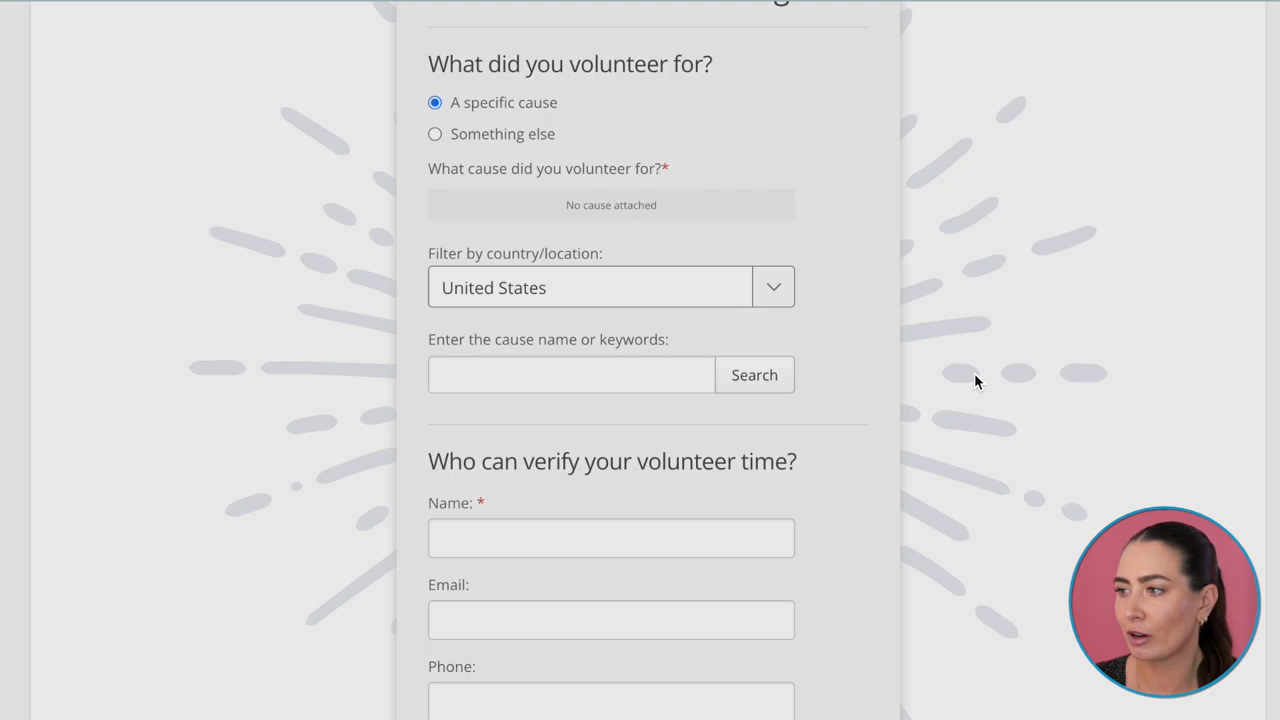 What did you volunteer for?
A specific cause
Something else
What cause did you volunteer for?*
No cause attached
Filter by country/location:
United States
Enter the cause name or keywords:
Search
Who can verify your volunteer time?
Name: *
Email:
Phone: